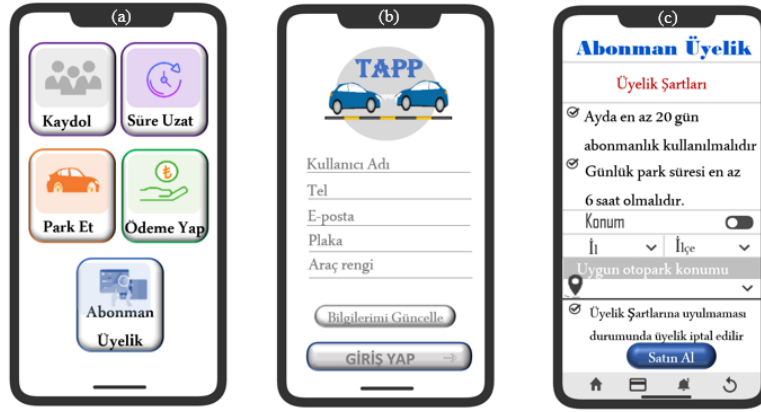 (a)
Kaydol
Süre Uzat
Park Et
Ödeme Yap
Abonman
Üyelik
(b)
TAPP
Kullanıcı Adı
Tel
E-posta
Plaka
Araç rengi
Bilgilerimi Güncelle
GİRİŞ YAP
(c)
Abonman Üyelik
Üyelik Şartları
Ayda en az 20 gün
abonmanlık kullanılmalıdır
Günlük park süresi en az
6 saat olmalıdır.
Konum
İl
İlçe
Uygun otopark konumu
Üyelik Şartlarına uyulmaması
durumunda üyelik iptal edilir
Satın Al